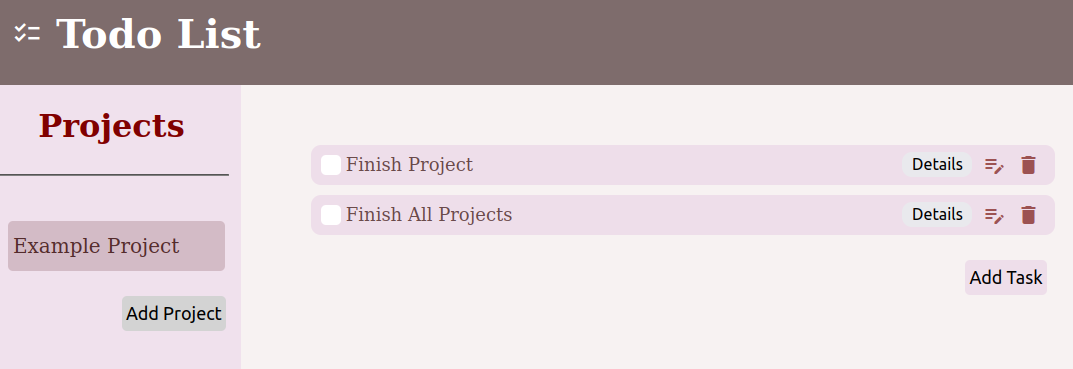 Todo List
Projects
Example Project
Add Project
Finish Project Details
Finish All Projects Details
Add Task